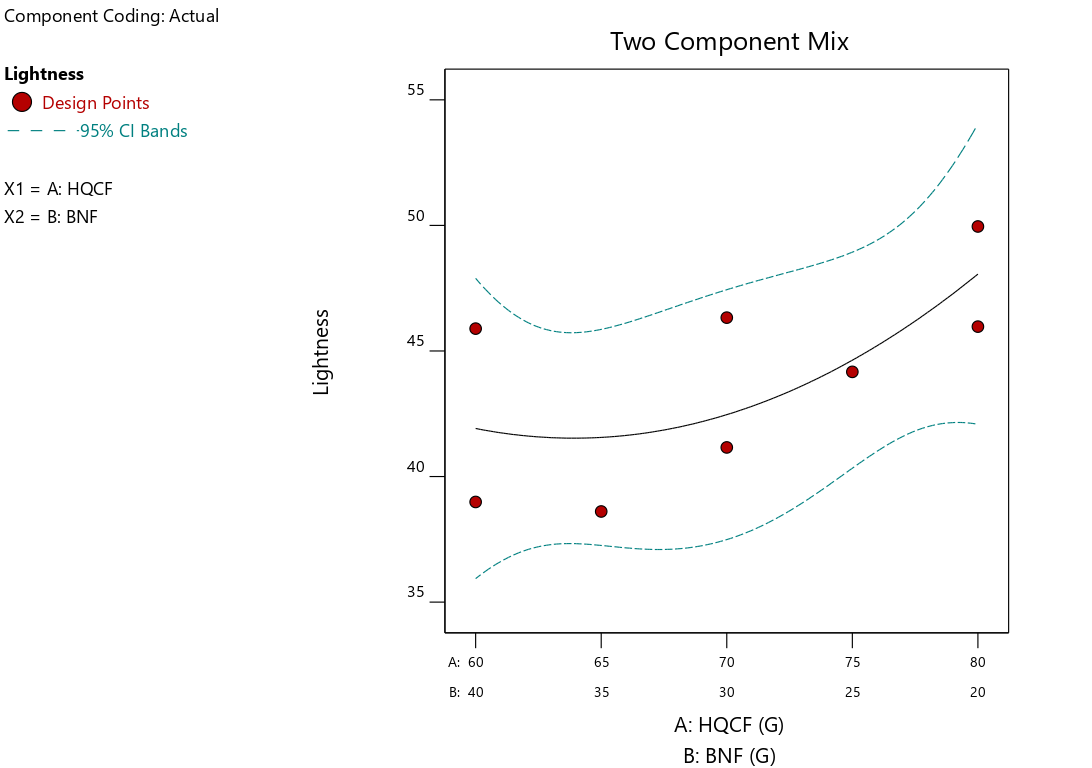 Component Coding: Actual
Two Component Mix
Lightness
Design Points
95% CI Bands
X1 = A: HQCF
X2 = B: BNF
55
50
45
40
35
Lightness
A: 60 65 70 75 80
B: 40 35 30 25 20
A: HQCF (G)
B: BNF (G)